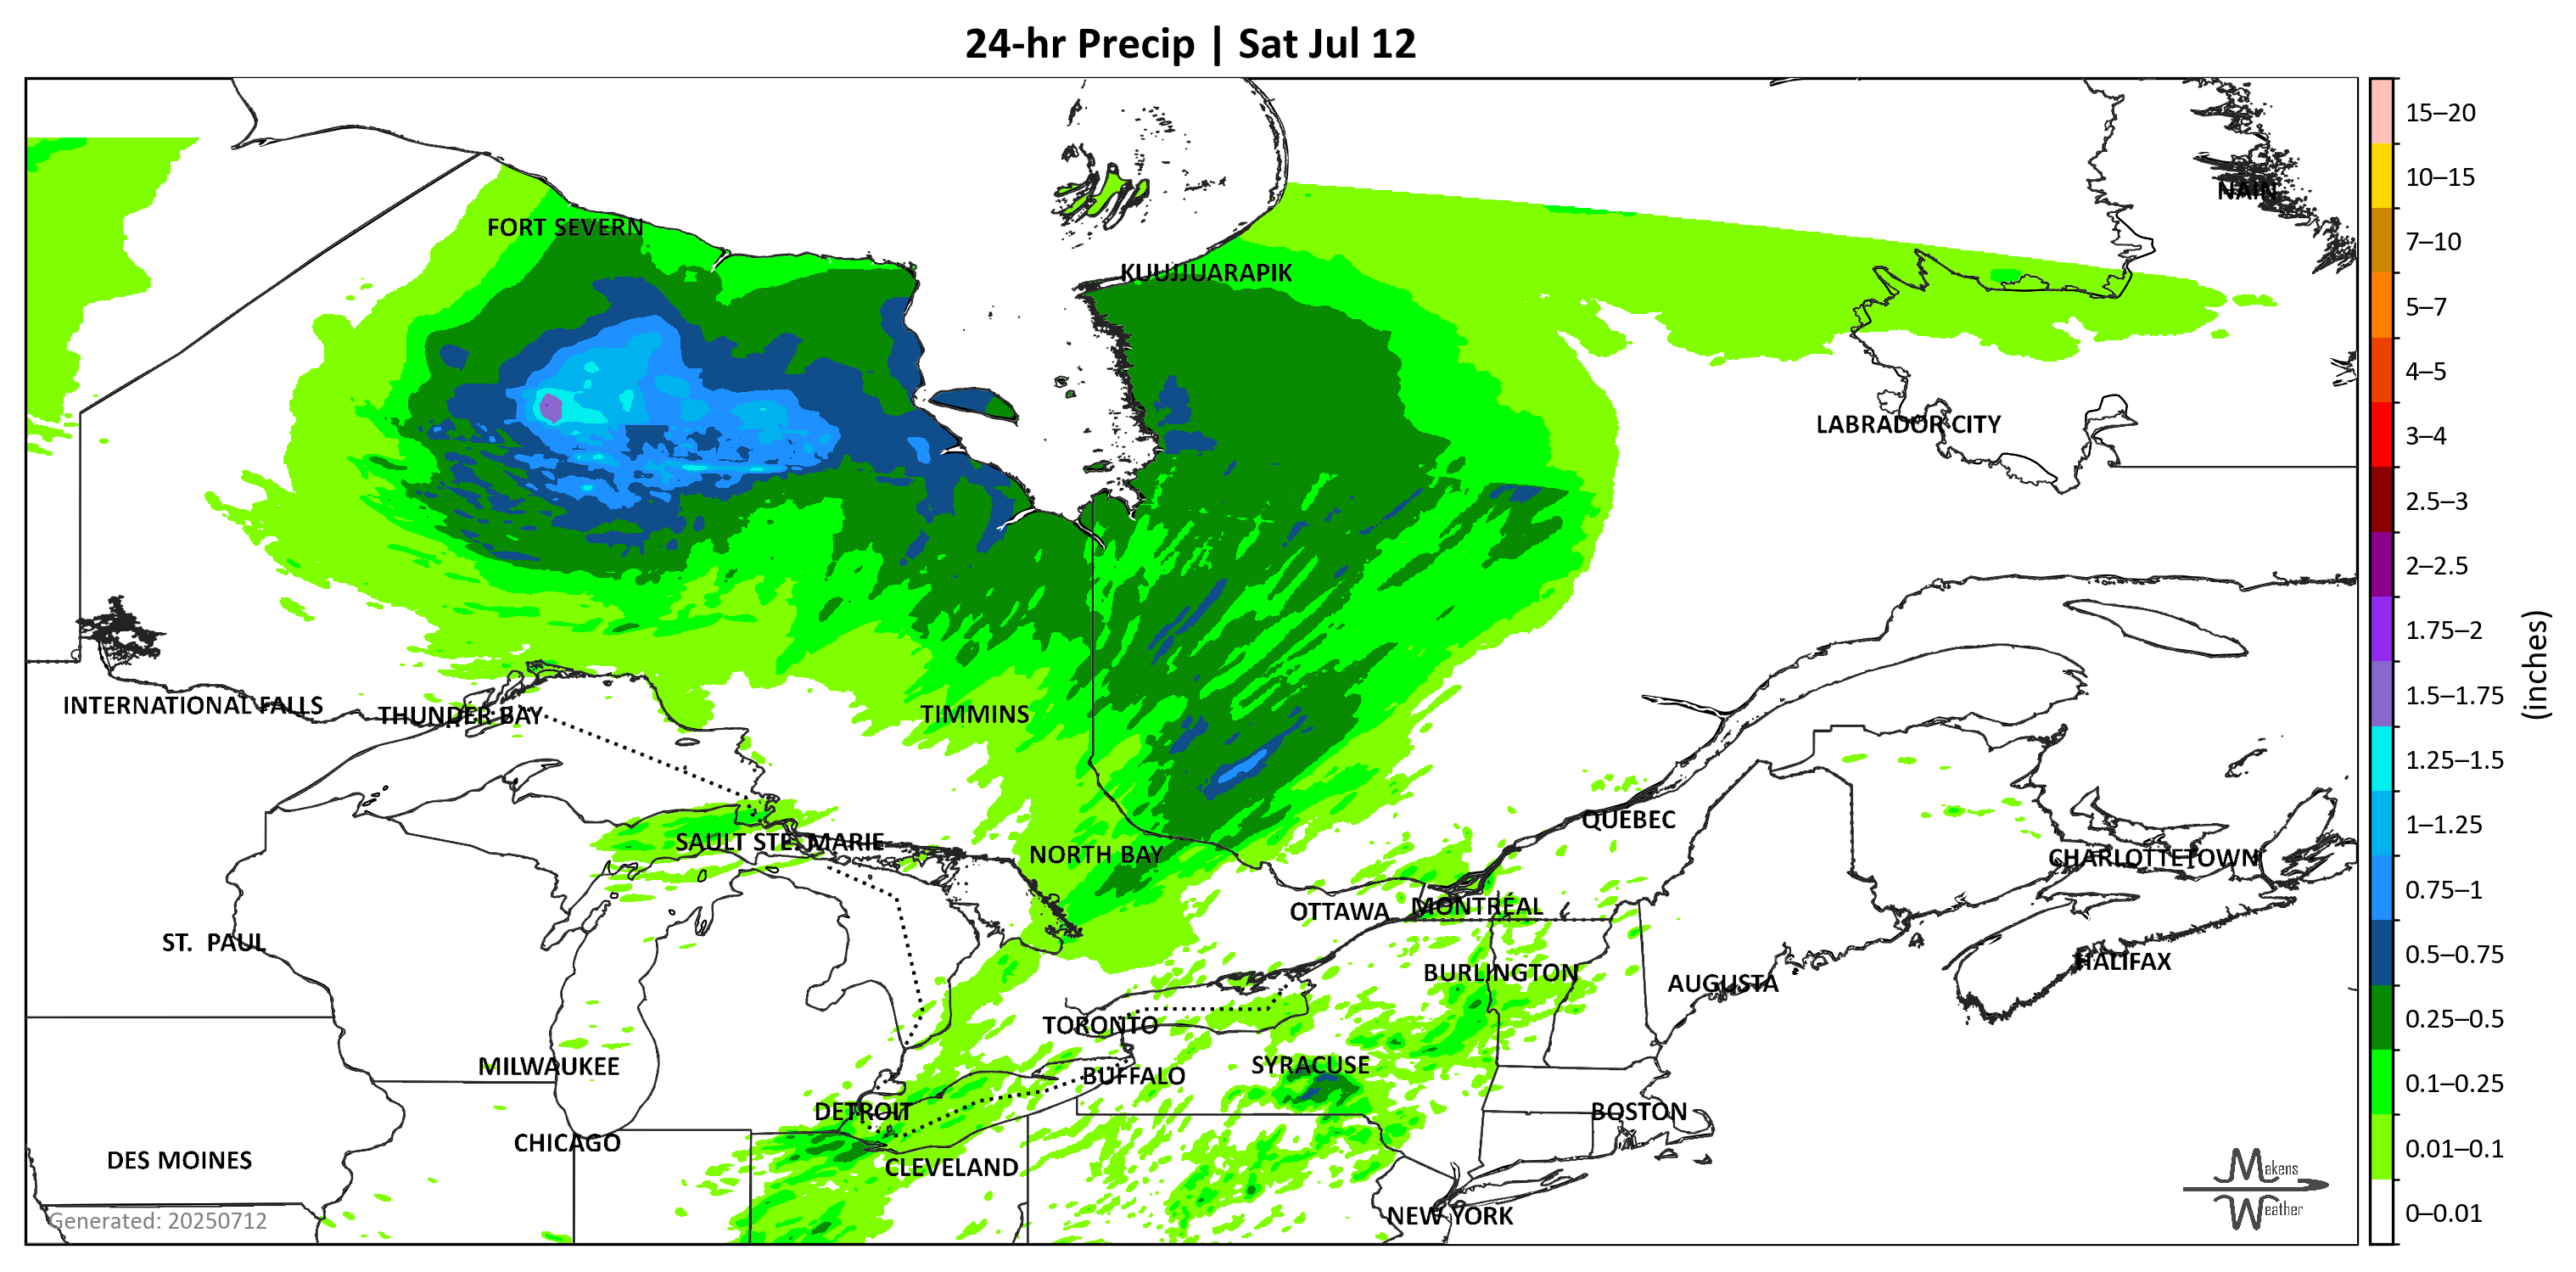 24-hr Precip | Sat Jul 12
15–20
10–15
7–10
5–7
4–5
3–4
2.5–3
2–2.5
1.75–2
1.5–1.75
1.25–1.5
1–1.25
0.75–1
0.5–0.75
0.25–0.5
0.1–0.25
0.01–0.1
0–0.01
(inches)
NAIN
FORT SEVERN
KUUJJUARAPIK
LABRADOR CITY
INTERNATIONAL FALLS
THUNDER BAY
TIMMINS
QUEBEC
SAULT STE. MARIE
NORTH BAY
CHARLOTTETOWN
OTTAWA
MONTREAL
ST. PAUL
HALIFAX
BURLINGTON
AUGUSTA
TORONTO
MILWAUKEE
SYRACUSE
BUFFALO
DETROIT
BOSTON
CHICAGO
DES MOINES
CLEVELAND
NEW YORK
Generated: 20250712
Makens
Weather